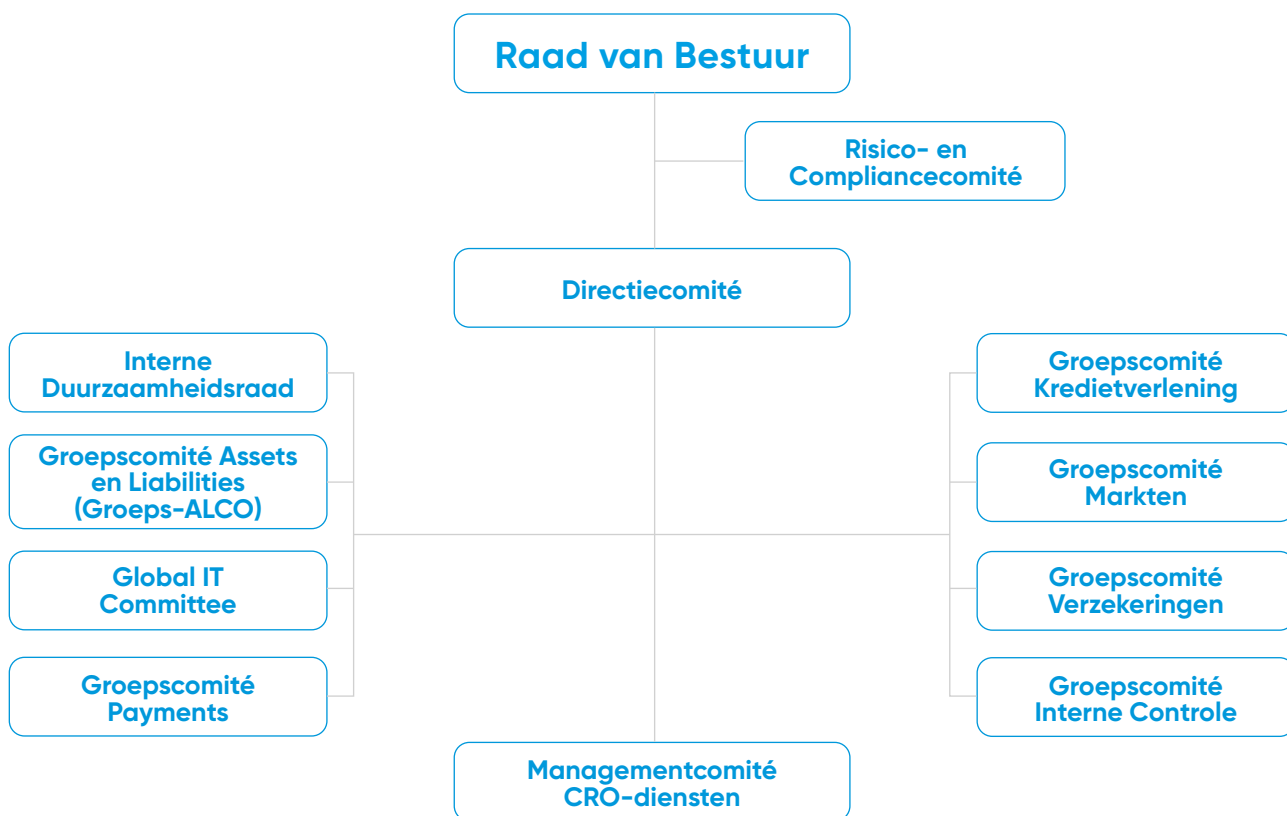 Raad van Bestuur
Risico- en
Compliancecomité
Directiecomité
Interne
Duurzaamheidsraad
Groepscomité Assets
en Liabilities
(Groeps-ALCO)
Global IT
Committee
Groepscomité
Payments
Groepscomité
Kredietverlening
Groepscomité
Markten
Groepscomité
Verzekeringen
Groepscomité
Interne Controle
Managementcomité
CRO-diensten